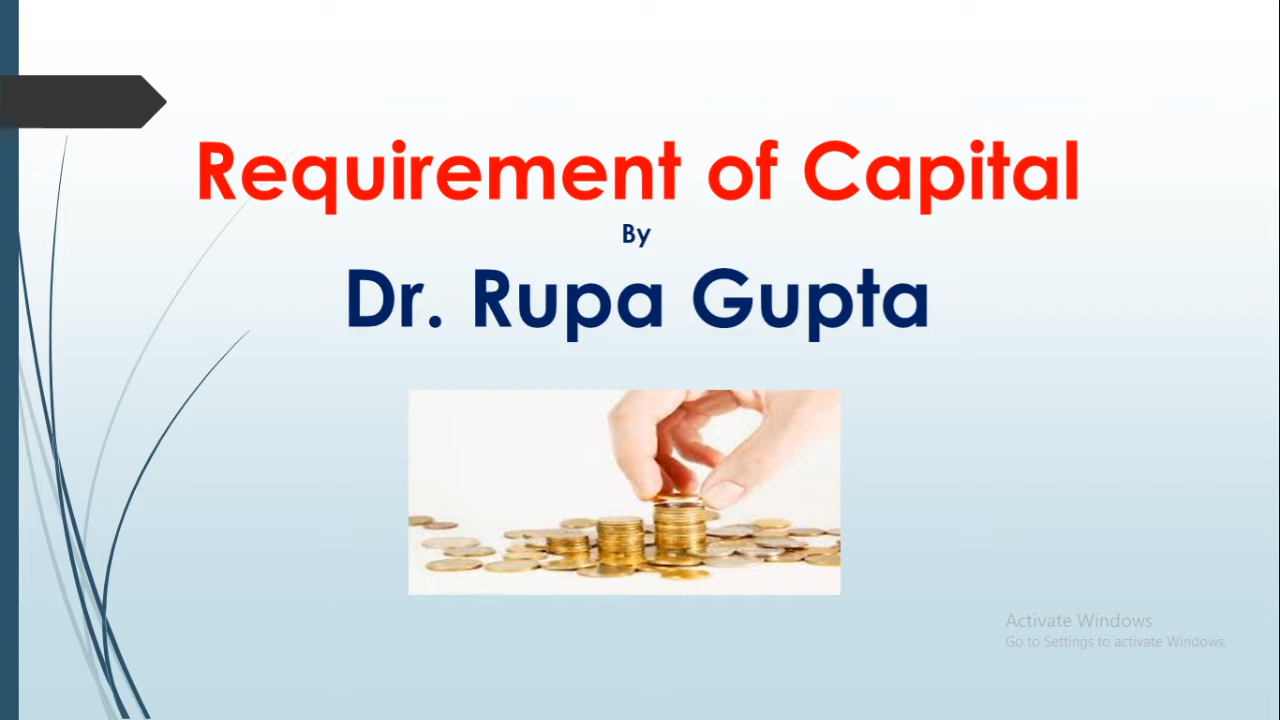 Requirement of Capital
By
Dr. Rupa Gupta
Activate Windows
Go to Settings to activate Windows.